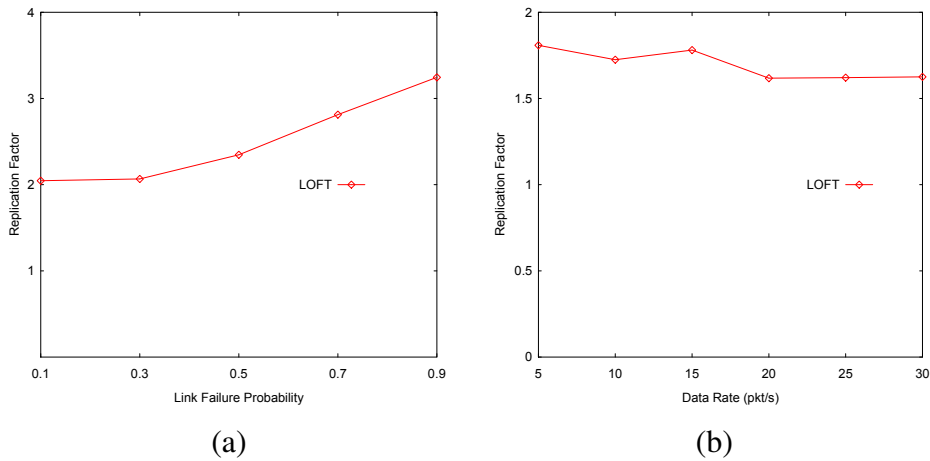 4
3
2
1
Replication Factor
LOFT
0.1 0.3 0.5 0.7 0.9
Link Failure Probability
(a)
2
1.5
1
0.5
0
Replication Factor
LOFT
5 10 15 20 25 30
Data Rate (pkt/s)
(b)